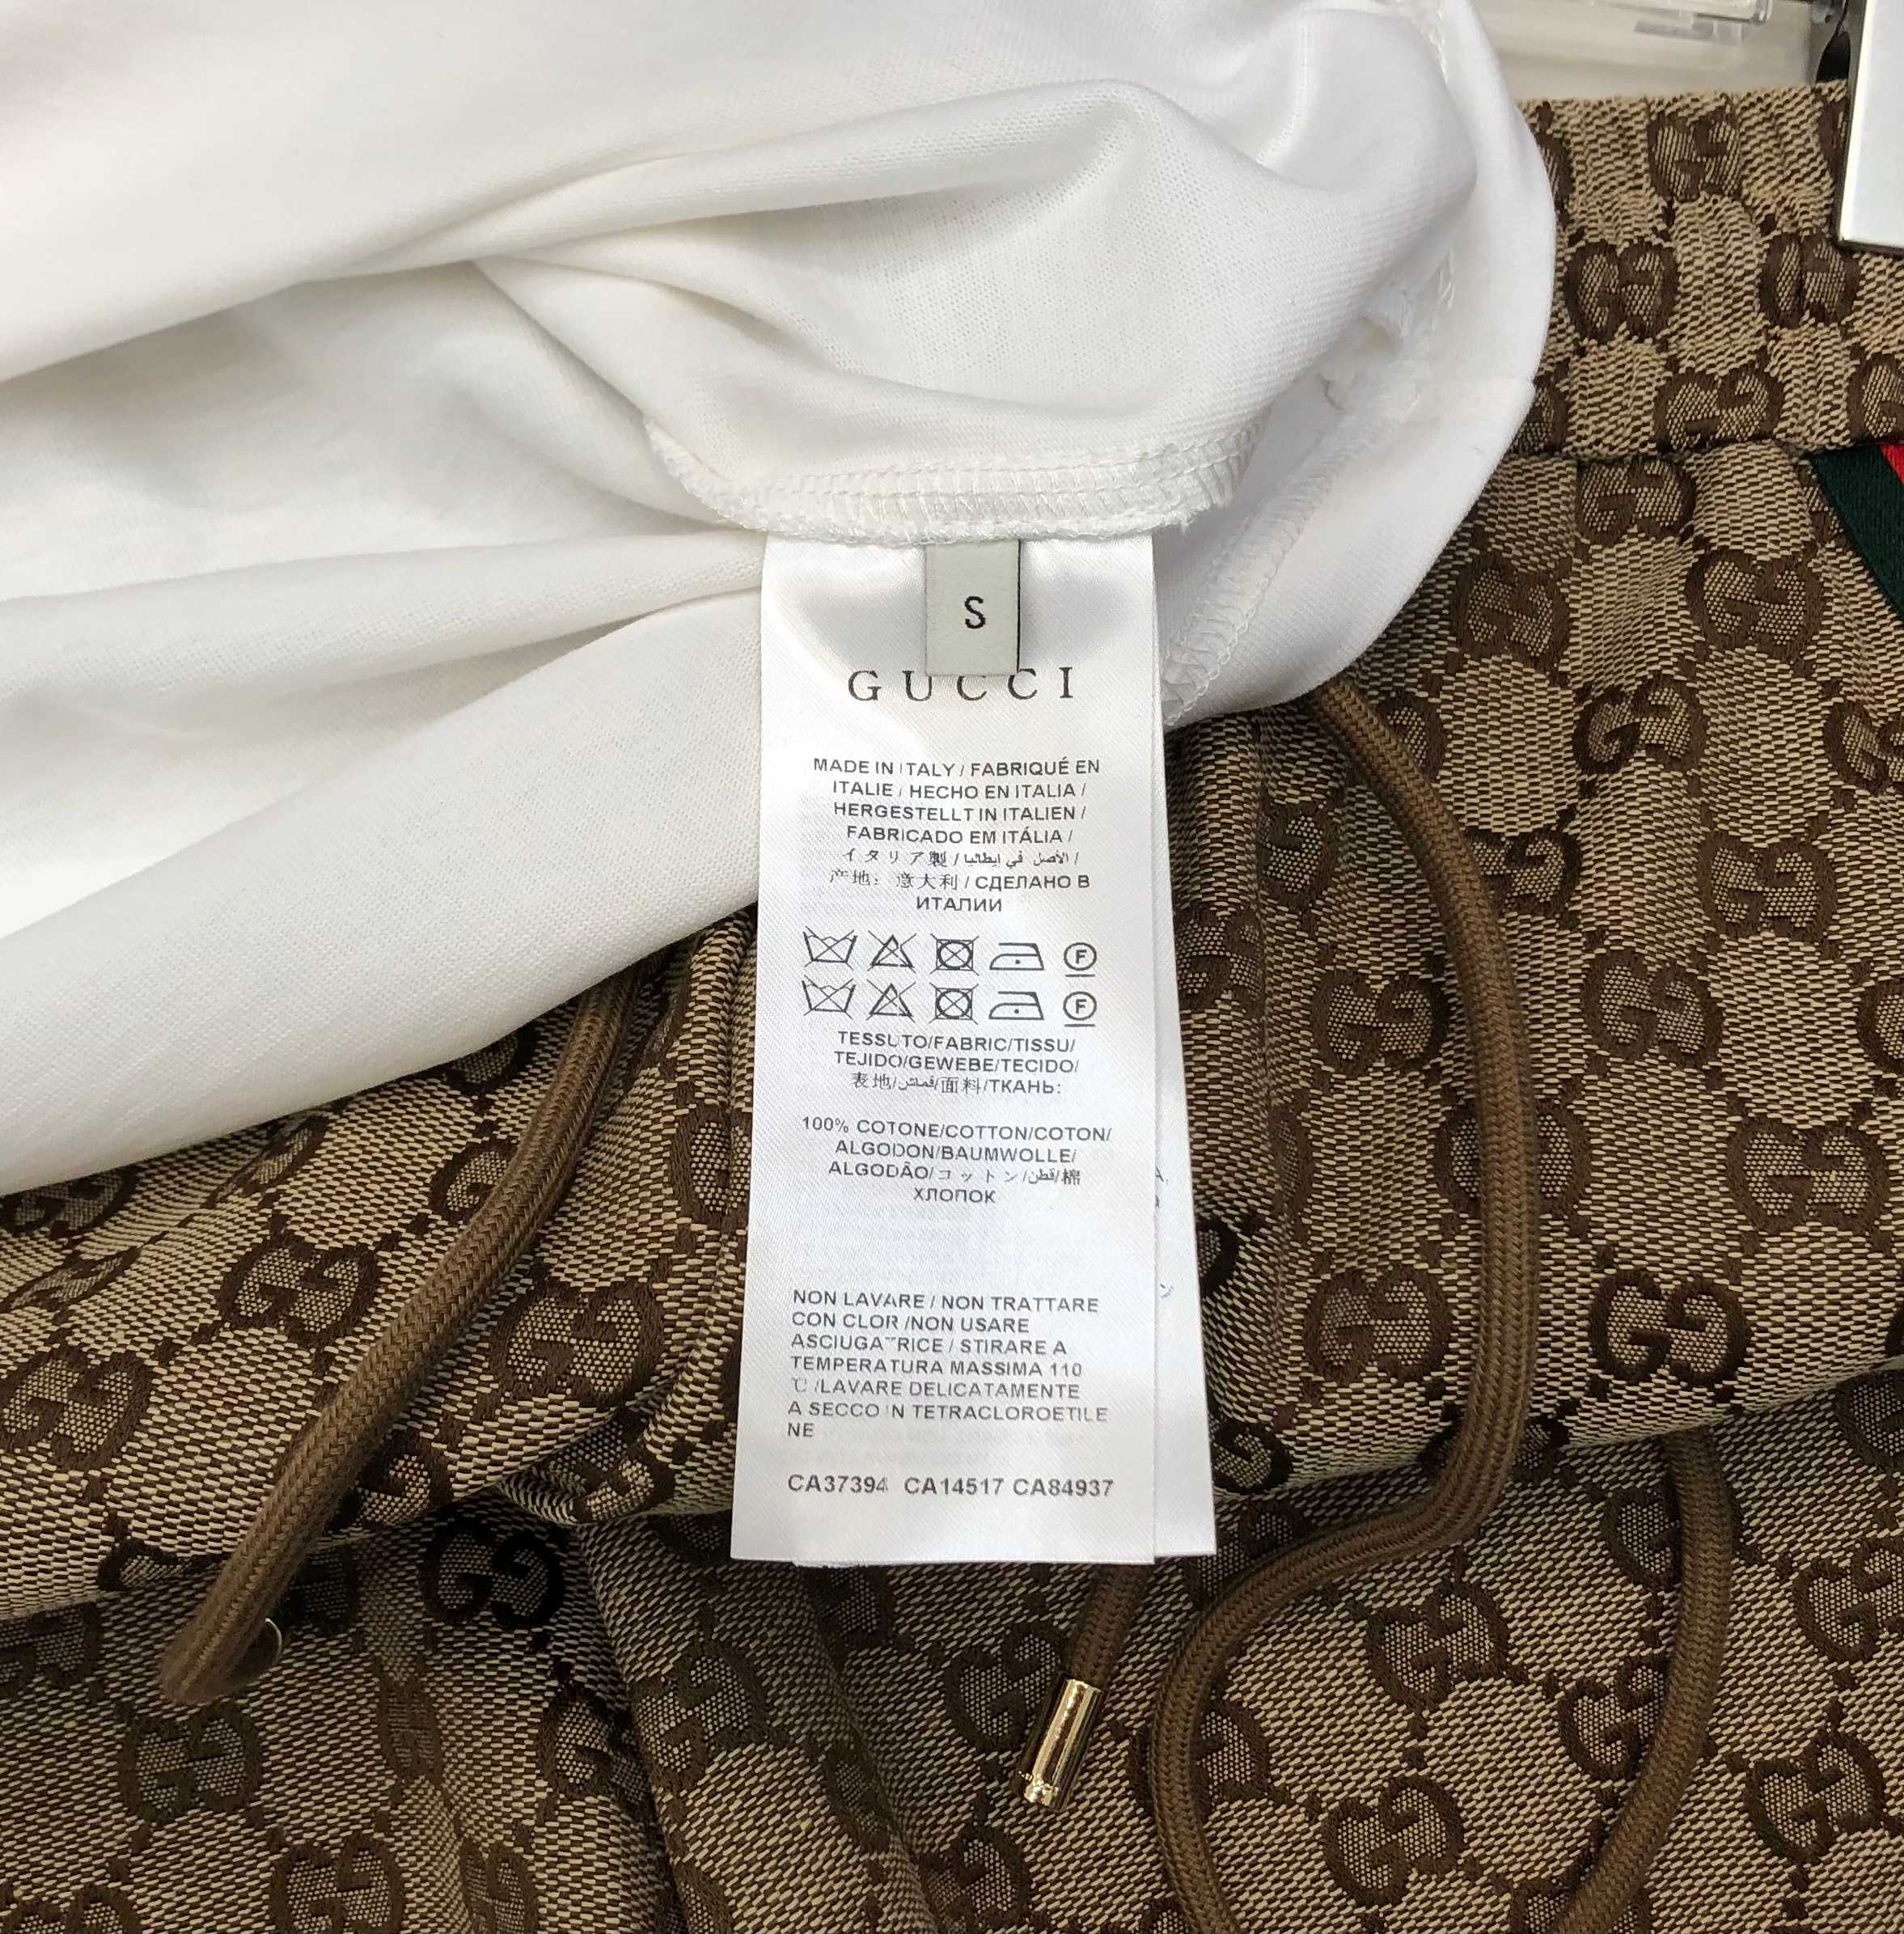 S
GUCCI
MADE IN ITALY / FABRIQUÉ EN
ITALIE / HECHO EN ITALIA /
HERGESTELLT IN ITALIEN /
FABRICADO EM ITÁLIA /
イタリア製 / الأصل في إيطاليا /
产地：意大利 / СДЕЛАНО В
ИТАЛИИ
F
F
TESSUTO/FABRIC/TISSU/
TEJIDO/GEWEBE/TECIDO/
表地/قماش/面料/ТКАНЬ:
100% COTONE/COTTON/COTON/
ALGODON/BAUMWOLLE/
ALGODÃO/コットン/قطن/棉
ХЛОПОК
NON LAVARE / NON TRATTARE
CON CLOR /NON USARE
ASCIUGATRICE / STIRARE A
TEMPERATURA MASSIMA 110
℃ /LAVARE DELICATAMENTE
A SECCO IN TETRACLOROETILE
NE
CA37394 CA14517 CA84937